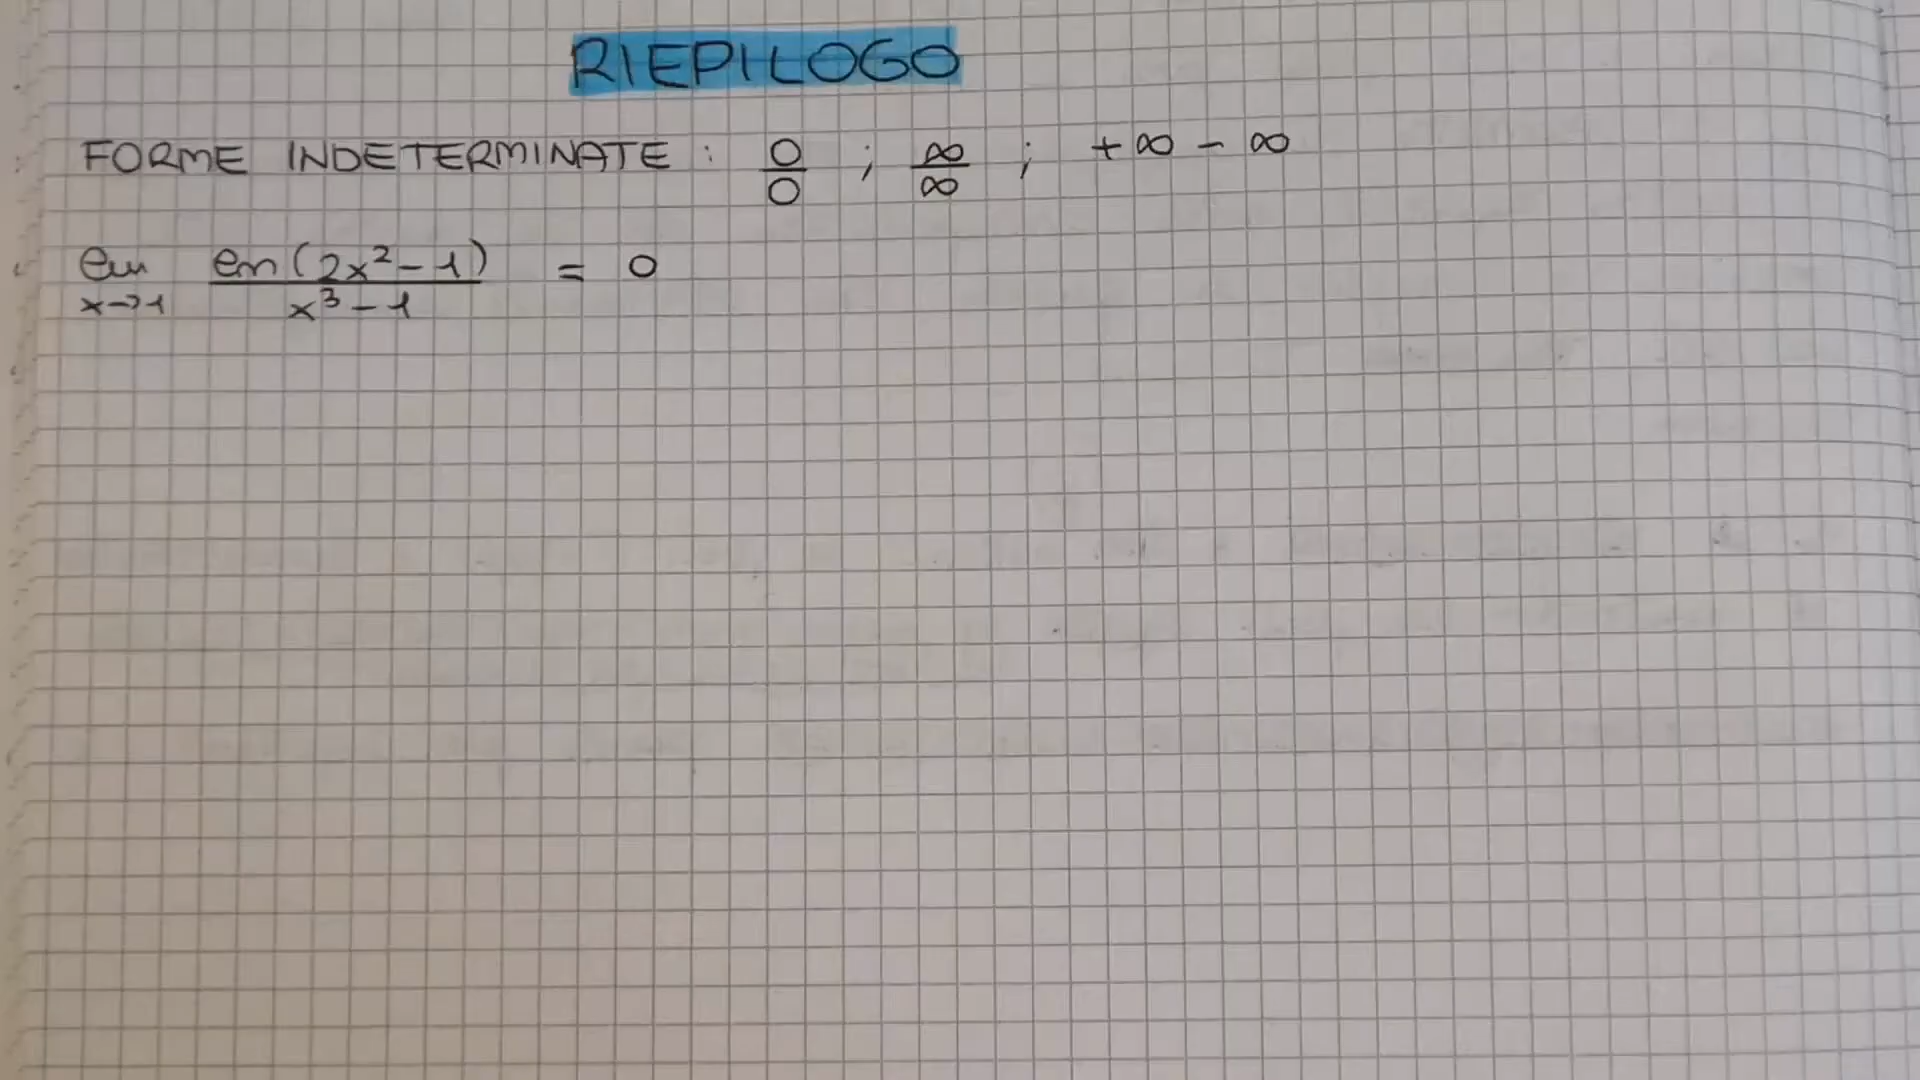 RIEPILOGO
FORME INDETERMINATE : 0/0 ; ∞/∞ ; +∞ - ∞
lim x→1 ln(2x²-1)/x³-1 = 0